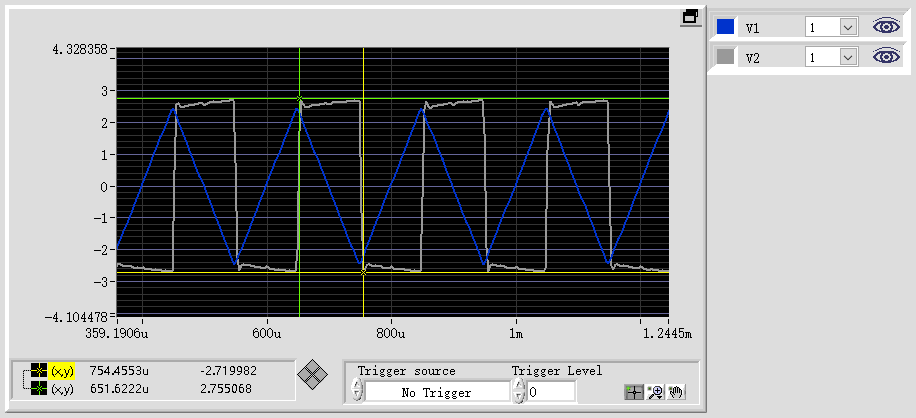 V1 1
V2 1
4.328358
3
2
1
0
-1
-2
-3
-4.104478
359.1906u 600u 800u 1m 1.2445m
(x,y) 754.4553u -2.719982
(x,y) 651.6222u 2.755068
Trigger source Trigger Level
No Trigger 0